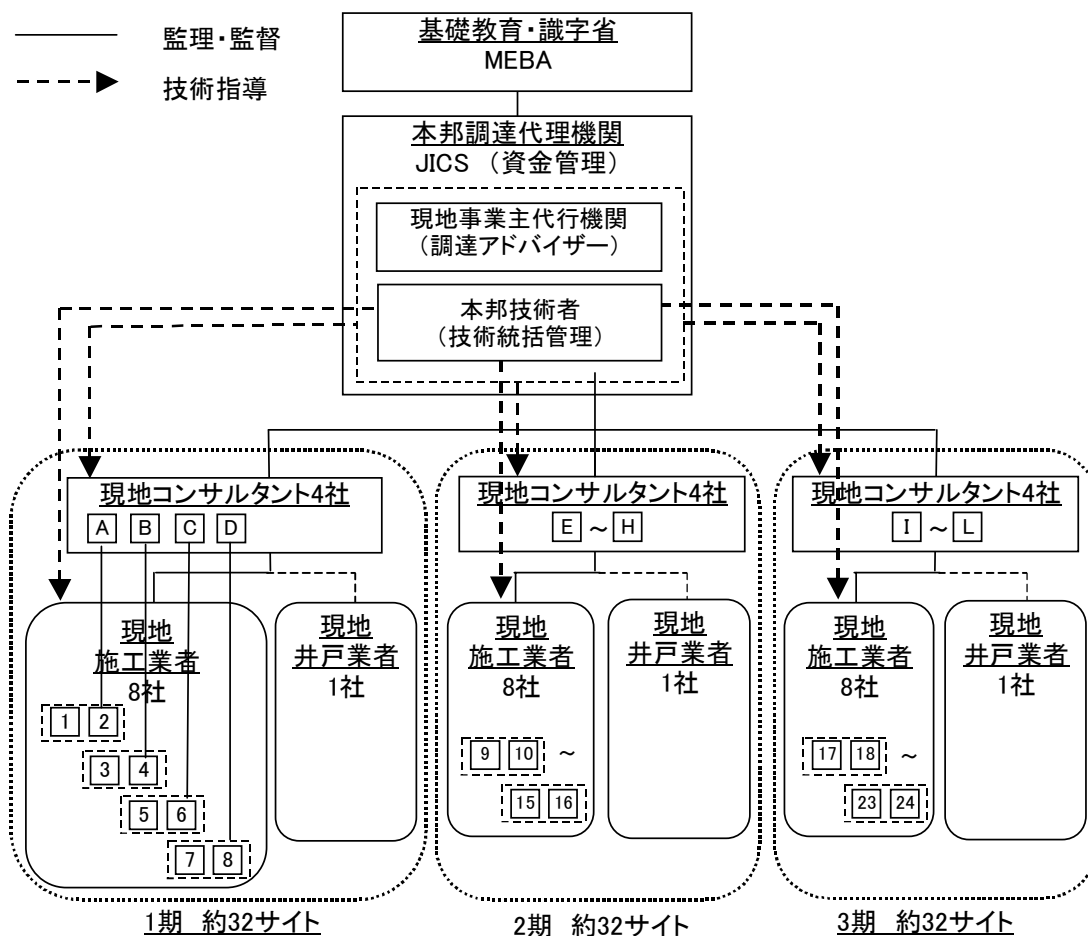 監理・監督
技術指導
基礎教育・識字省
MEBA
本邦調達代理機関
JICS （資金管理）
現地事業主代行機関
（調達アドバイザー）
本邦技術者
（技術統括管理）
現地コンサルタント4社
A B C D
現地
施工業者
8社
1 2
3 4
5 6
7 8
現地
井戸業者
1社
1期 約32サイト
現地コンサルタント4社
E ～ H
現地
施工業者
8社
9 10 ～
15 16
現地
井戸業者
1社
2期 約32サイト
現地コンサルタント4社
I ～ L
現地
施工業者
8社
17 18 ～
23 24
現地
井戸業者
1社
3期 約32サイト